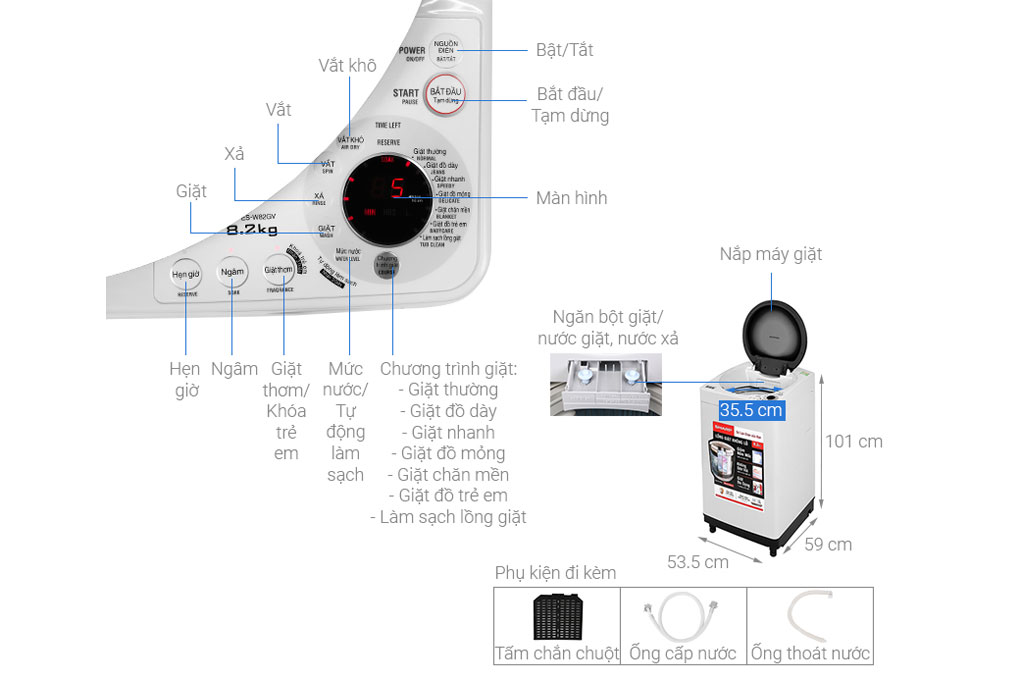 POWER
ON/OFF
NGUỒN
ĐIỆN
BẬT/TẮT
Bật/Tắt
Vắt khô
START
PAUSE
BẮT ĐẦU
Tạm dừng
Bắt đầu/
Tạm dừng
Vắt
TIME LEFT
VẮT KHÔ
AIR DRY
RESERVE
Giặt thường
NORMAL
Xả
VẮT
SPIN
Giặt đồ dày
JEANS
Giặt nhanh
SPEEDY
Giặt
XẢ
RINSE
5
Giặt đồ mỏng
DELICATE
Màn hình
Giặt chăn mền
BLANKET
ES-W82GV
8.2kg
GIẶT
WASH
Giặt đồ trẻ em
BABYCARE
Làm sạch lồng giặt
TUB CLEAN
Mức nước
WATER LEVEL
Khóa trẻ em
Tự động làm sạch
Chương
trình giặt
Hẹn giờ
RESERVE
Ngâm
SOAK
Giặt thơm
FRAGRANCE
Nắp máy giặt
Ngăn bột giặt/
nước giặt, nước xả
Hẹn
giờ
Ngâm
Giặt
thơm/
Khóa
trẻ
em
Mức
nước/
Tự
động
làm
sạch
Chương trình giặt:
- Giặt thường
- Giặt đồ dày
- Giặt nhanh
- Giặt đồ mỏng
- Giặt chăn mền
- Giặt đồ trẻ em
- Làm sạch lồng giặt
35.5 cm
101 cm
59 cm
53.5 cm
Phụ kiện đi kèm
Tấm chắn chuột
Ống cấp nước
Ống thoát nước